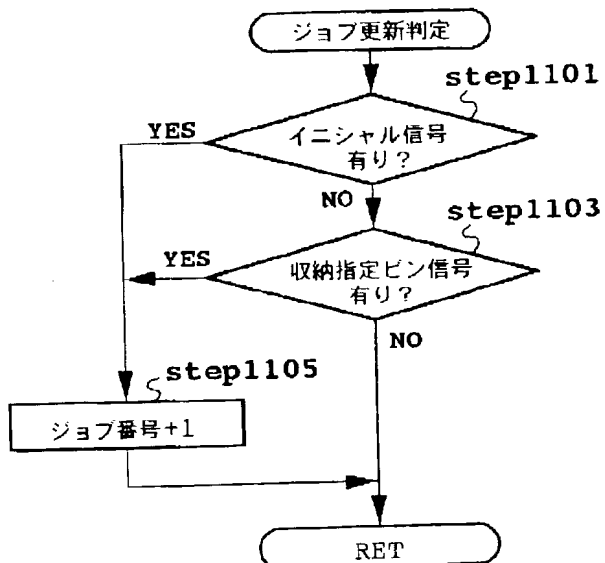 ジョブ更新判定
step1101
YES
イニシャル信号
有り?
NO
step1103
YES
収納指定ビン信号
有り?
NO
step1105
ジョブ番号+1
RET